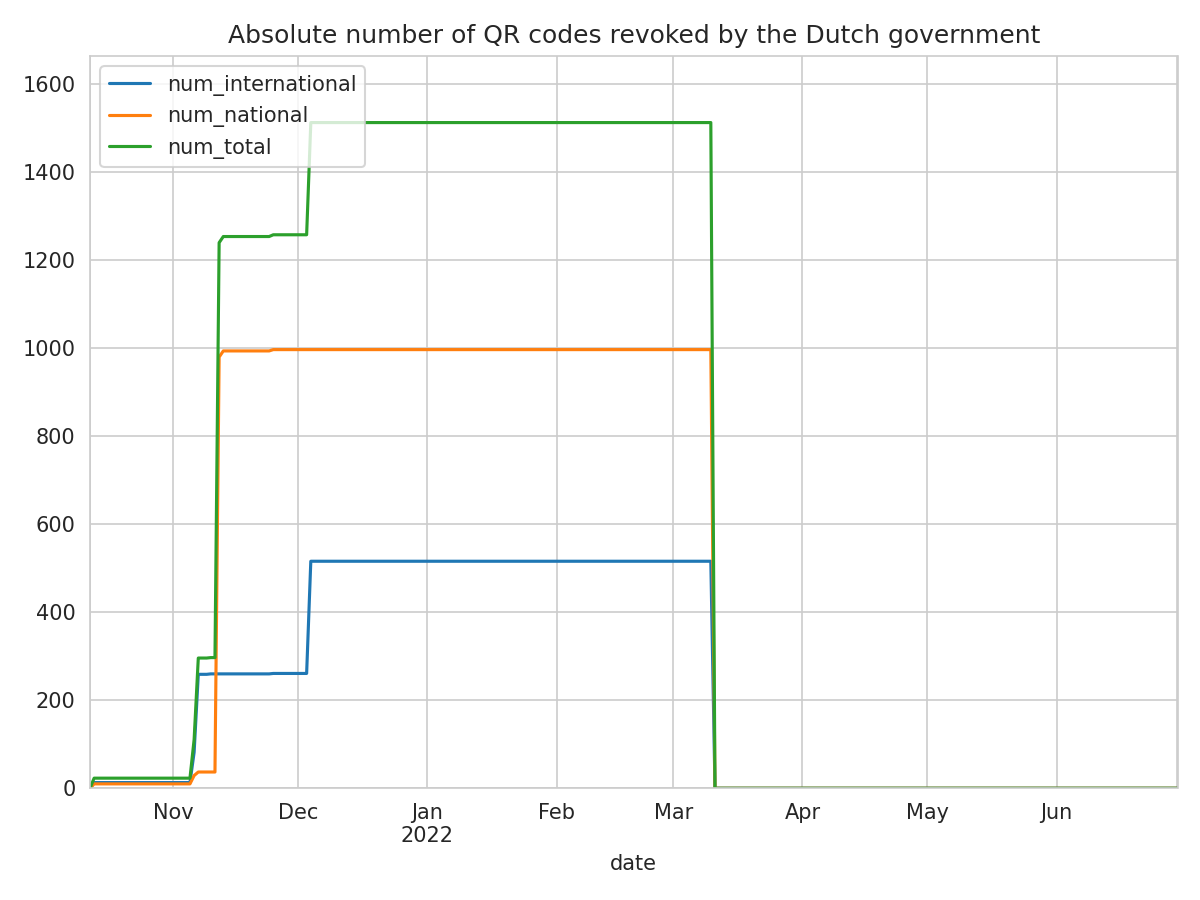 Absolute number of QR codes revoked by the Dutch government
1600
1400
1200
1000
800
600
400
200
0
num_international
num_national
num_total
Nov
Dec
Jan
2022
Feb
Mar
Apr
May
Jun
date